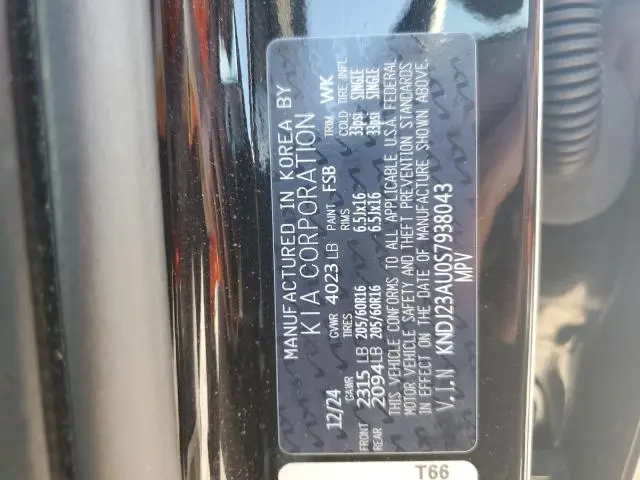 MANUFACTURED IN KOREA BY
KIA CORPORATION
12/24 GVWR 4023 LB PAINT FSB TRIM WK
GAWR TIRES RIMS COLD TIRE INFL
FRONT 2315 LB 205/60R16 6.5Jx16 33psi SINGLE
REAR 2094 LB 205/60R16 6.5Jx16 33psi SINGLE
THIS VEHICLE CONFORMS TO ALL APPLICABLE U.S.A. FEDERAL
MOTOR VEHICLE SAFETY AND THEFT PREVENTION STANDARDS
IN EFFECT ON THE DATE OF MANUFACTURE SHOWN ABOVE.
V.I.N KNDJ23AU0S7938043
MPV
T66